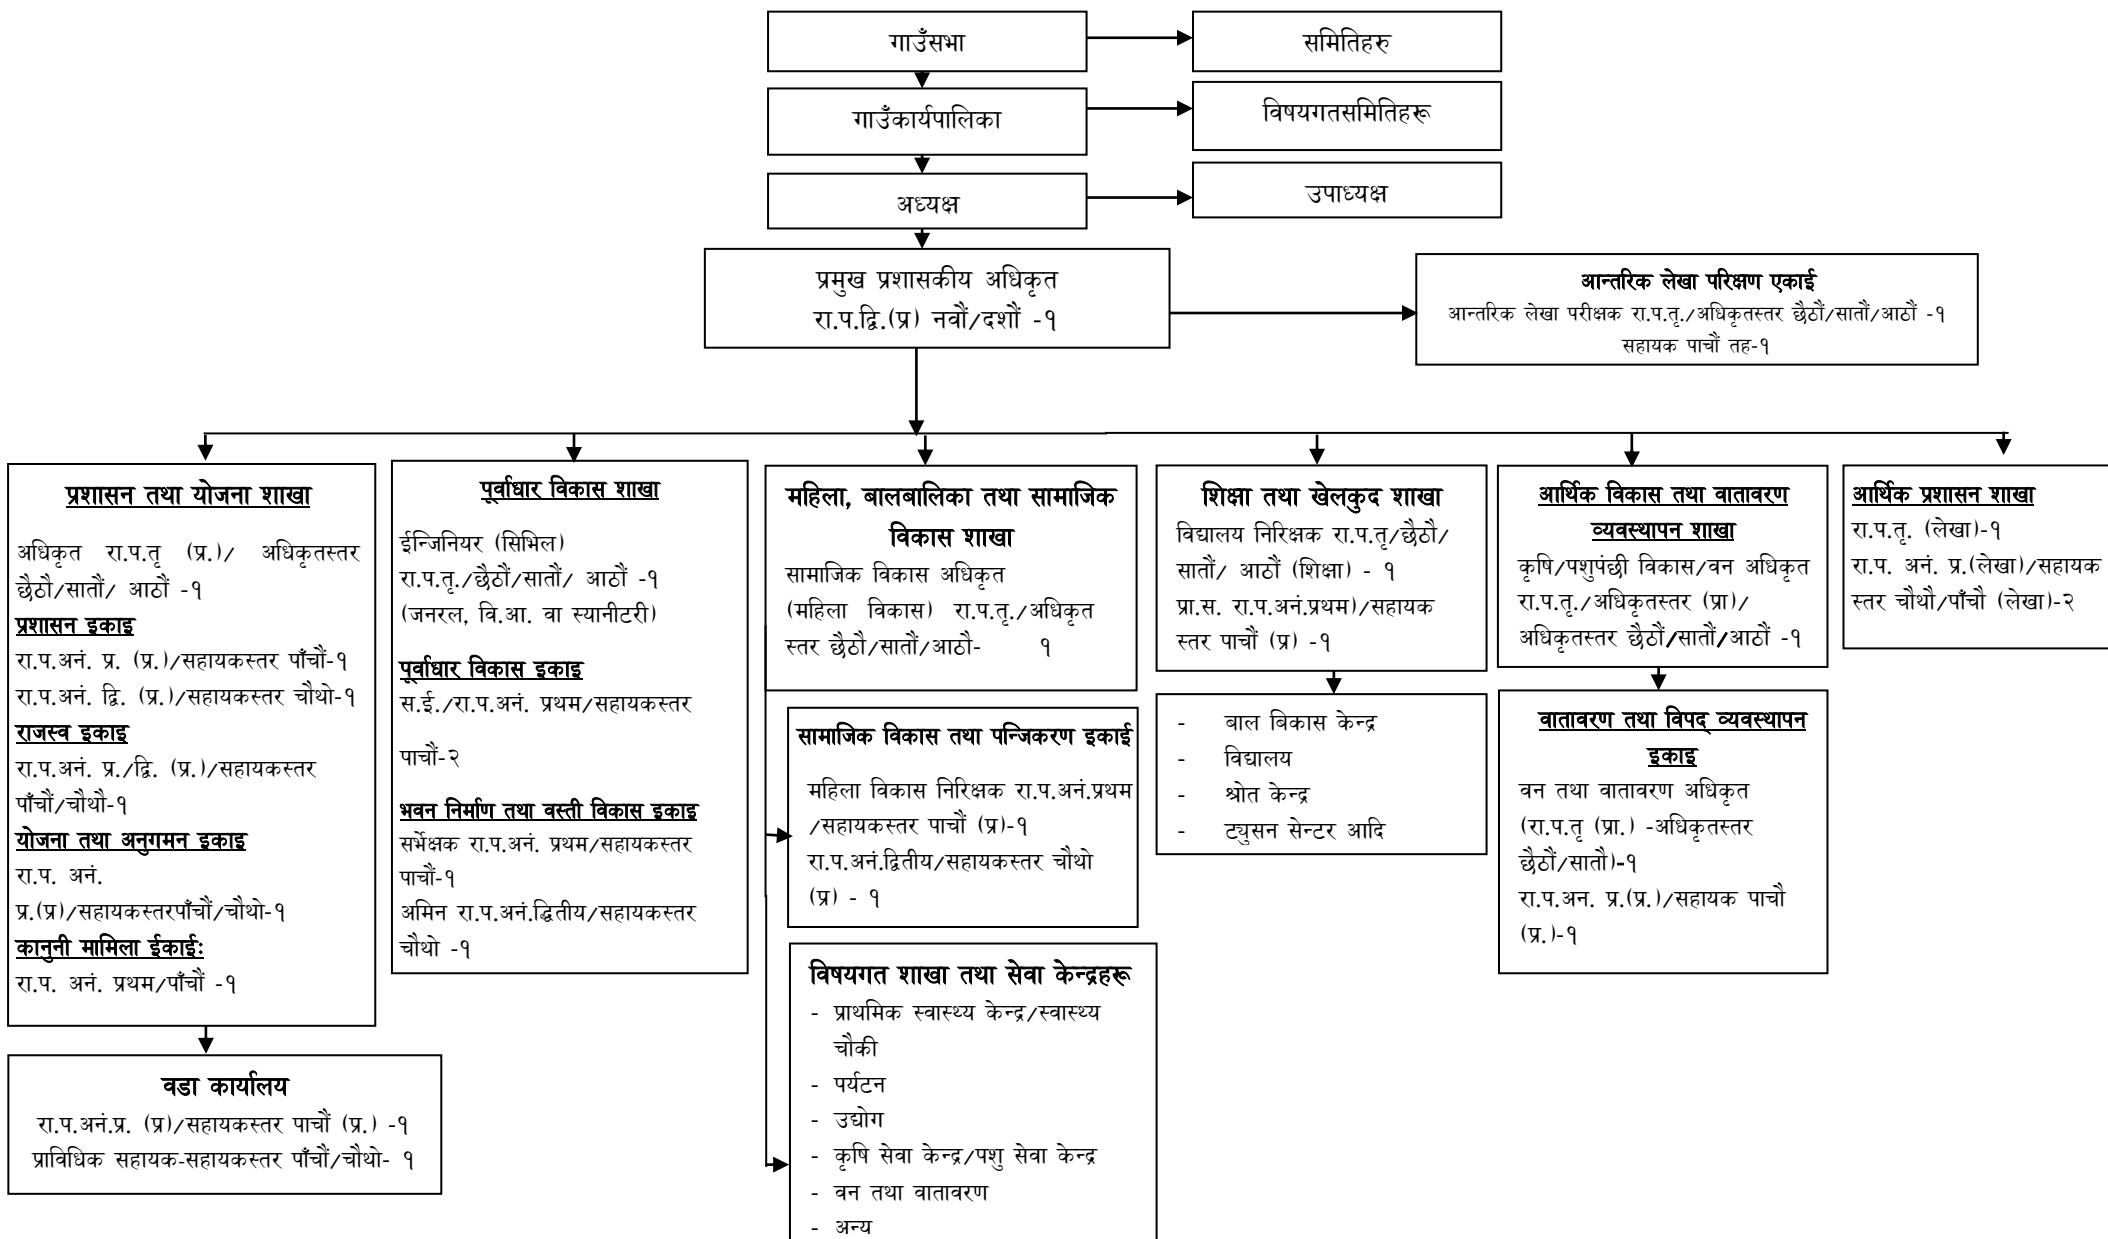 गाउँसभा
समितिहरु
गाउँकार्यपालिका
विषयगतसमितिहरू
अध्यक्ष
उपाध्यक्ष
प्रमुख प्रशासकीय अधिकृत
रा.प.द्वि.(प्र) नवौं/दशौं -१
आन्तरिक लेखा परिक्षण एकाई
आन्तरिक लेखा परीक्षक रा.प.तृ./अधिकृतस्तर छैठौं/सातौं/आठौं -१
सहायक पाचौं तह-१
प्रशासन तथा योजना शाखा
अधिकृत रा.प.तृ (प्र.)/ अधिकृतस्तर
छैठौ/सातौं/ आठौं -१
प्रशासन इकाइ
रा.प.अनं. प्र. (प्र.)/सहायकस्तर पाँचौं-१
रा.प.अनं. द्वि. (प्र.)/सहायकस्तर चौथो-१
राजस्व इकाइ
रा.प.अनं. प्र./द्वि. (प्र.)/सहायकस्तर
पाँचौं/चौथौ-१
योजना तथा अनुगमन इकाइ
रा.प. अनं.
प्र.(प्र)/सहायकस्तरपाँचौं/चौथो-१
कानुनी मामिला ईकाईः
रा.प. अनं. प्रथम/पाँचौं -१
वडा कार्यालय
रा.प.अनं.प्र. (प्र)/सहायकस्तर पाचौं (प्र.) -१
प्राविधिक सहायक-सहायकस्तर पाँचौं/चौथो- १
पूर्वाधार विकास शाखा
ईन्जिनियर (सिभिल)
रा.प.तृ./छैठौं/सातौं/ आठौं -१
(जनरल, वि.आ. वा स्यानीटरी)
पूर्वाधार विकास इकाइ
स.ई./रा.प.अनं. प्रथम/सहायकस्तर
पाचौं-२
भवन निर्माण तथा वस्ती विकास इकाइ
सर्भेक्षक रा.प.अनं. प्रथम/सहायकस्तर
पाचौं-१
अमिन रा.प.अनं.द्धितीय/सहायकस्तर
चौथो -१
महिला, बालबालिका तथा सामाजिक
विकास शाखा
सामाजिक विकास अधिकृत
(महिला विकास) रा.प.तृ./अधिकृत
स्तर छैठौ/सातौं/आठौ- १
सामाजिक विकास तथा पन्जिकरण इकाई
महिला विकास निरिक्षक रा.प.अनं.प्रथम
/सहायकस्तर पाचौं (प्र)-१
रा.प.अनं.द्वितीय/सहायकस्तर चौथो
(प्र) - १
विषयगत शाखा तथा सेवा केन्द्रहरू
- प्राथमिक स्वास्थ्य केन्द्र/स्वास्थ्य
चौकी
- पर्यटन
- उद्योग
- कृषि सेवा केन्द्र/पशु सेवा केन्द्र
- वन तथा वातावरण
- अन्य
शिक्षा तथा खेलकुद शाखा
विद्यालय निरिक्षक रा.प.तृ/छैठौ/
सातौं/ आठौं (शिक्षा) - १
प्रा.स. रा.प.अनं.प्रथम)/सहायक
स्तर पाचौं (प्र) -१
- बाल बिकास केन्द्र
- विद्यालय
- श्रोत केन्द्र
- ट्युसन सेन्टर आदि
आर्थिक विकास तथा वातावरण
व्यवस्थापन शाखा
कृषि/पशुपंछी विकास/वन अधिकृत
रा.प.तृ./अधिकृतस्तर (प्रा)/
अधिकृतस्तर छैठौं/सातौं/आठौं -१
वातावरण तथा विपद् व्यवस्थापन
इकाइ
वन तथा वातावरण अधिकृत
(रा.प.तृ (प्रा.) -अधिकृतस्तर
छैठौं/सातौ)-१
रा.प.अन. प्र.(प्र.)/सहायक पाचौ
(प्र.)-१
आर्थिक प्रशासन शाखा
रा.प.तृ. (लेखा)-१
रा.प. अनं. प्र.(लेखा)/सहायक
स्तर चौथौ/पाँचौ (लेखा)-२